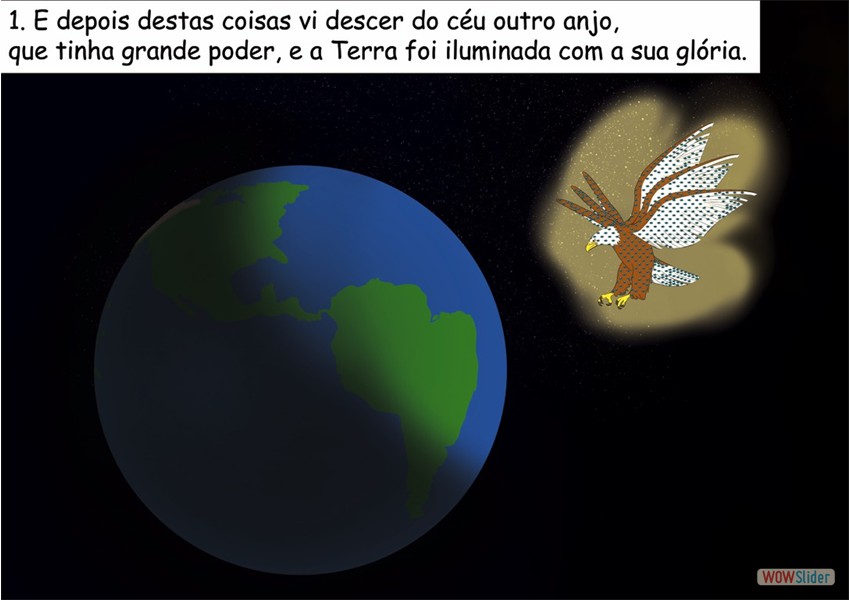 1. E depois destas coisas vi descer do céu outro anjo,
que tinha grande poder, e a Terra foi iluminada com a sua glória.
WOWSlider